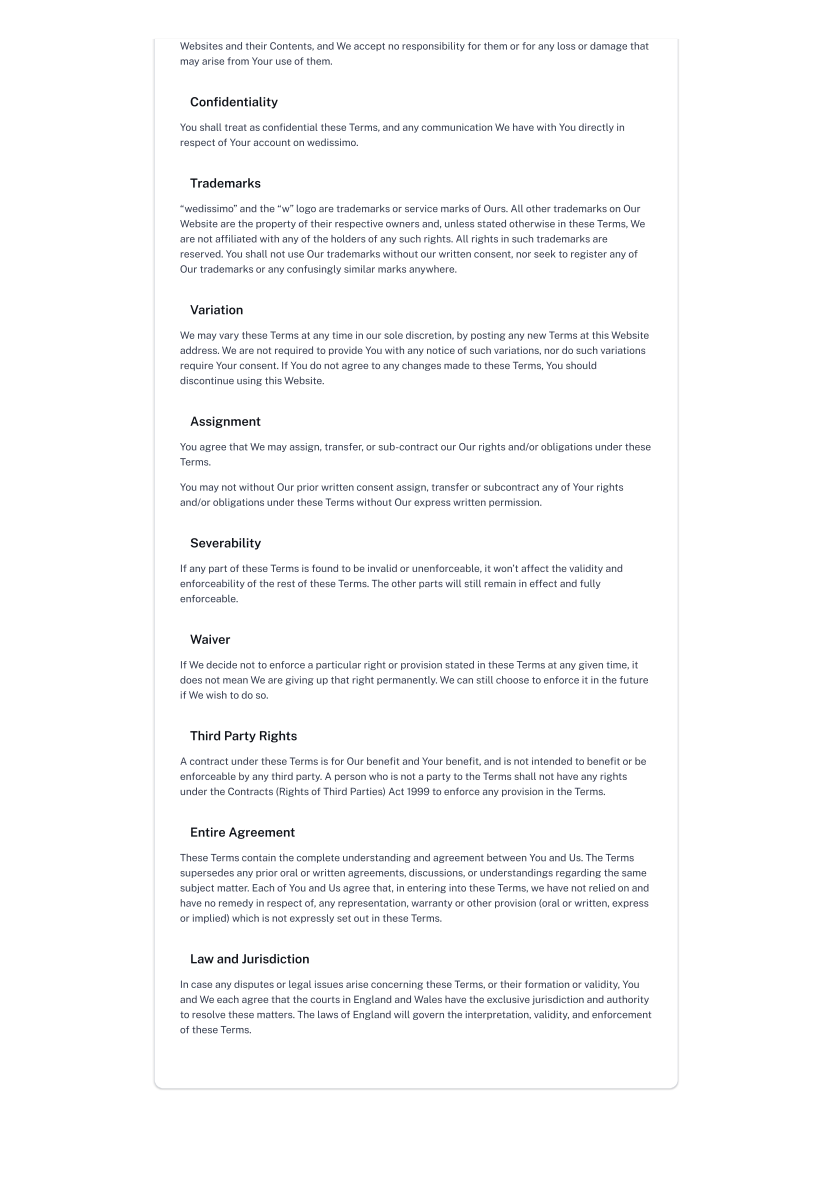 Websites and their Contents, and We accept no responsibility for them or for any loss or damage that
may arise from Your use of them.
Confidentiality
You shall treat as confidential these Terms, and any communication We have with You directly in
respect of Your account on wedissimo.
Trademarks
“wedissimo” and the “w” logo are trademarks or service marks of Ours. All other trademarks on Our
Website are the property of their respective owners and, unless stated otherwise in these Terms, We
are not affiliated with any of the holders of any such rights. All rights in such trademarks are
reserved. You shall not use Our trademarks without our written consent, nor seek to register any of
Our trademarks or any confusingly similar marks anywhere.
Variation
We may vary these Terms at any time in our sole discretion, by posting any new Terms at this Website
address. We are not required to provide You with any notice of such variations, nor do such variations
require Your consent. If You do not agree to any changes made to these Terms, You should
discontinue using this Website.
Assignment
You agree that We may assign, transfer, or sub-contract our Our rights and/or obligations under these
Terms.
You may not without Our prior written consent assign, transfer or subcontract any of Your rights
and/or obligations under these Terms without Our express written permission.
Severability
If any part of these Terms is found to be invalid or unenforceable, it won't affect the validity and
enforceability of the rest of these Terms. The other parts will still remain in effect and fully
enforceable.
Waiver
If We decide not to enforce a particular right or provision stated in these Terms at any given time, it
does not mean We are giving up that right permanently. We can still choose to enforce it in the future
if We wish to do so.
Third Party Rights
A contract under these Terms is for Our benefit and Your benefit, and is not intended to benefit or be
enforceable by any third party. A person who is not a party to the Terms shall not have any rights
under the Contracts (Rights of Third Parties) Act 1999 to enforce any provision in the Terms.
Entire Agreement
These Terms contain the complete understanding and agreement between You and Us. The Terms
supersedes any prior oral or written agreements, discussions, or understandings regarding the same
subject matter. Each of You and Us agree that, in entering into these Terms, we have not relied on and
have no remedy in respect of, any representation, warranty or other provision (oral or written, express
or implied) which is not expressly set out in these Terms.
Law and Jurisdiction
In case any disputes or legal issues arise concerning these Terms, or their formation or validity, You
and We each agree that the courts in England and Wales have the exclusive jurisdiction and authority
to resolve these matters. The laws of England will govern the interpretation, validity, and enforcement
of these Terms.